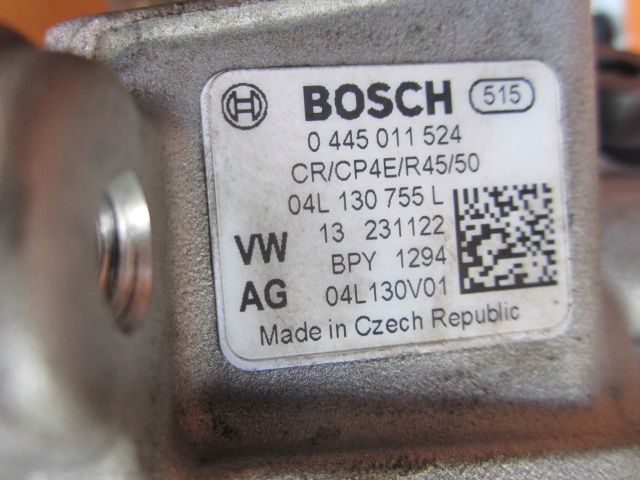 BOSCH 515
0 445 011 524
CR/CP4E/R45/50
04L 130 755 L
VW 13 231122
BPY 1294
AG 04L130V01
Made in Czech Republic